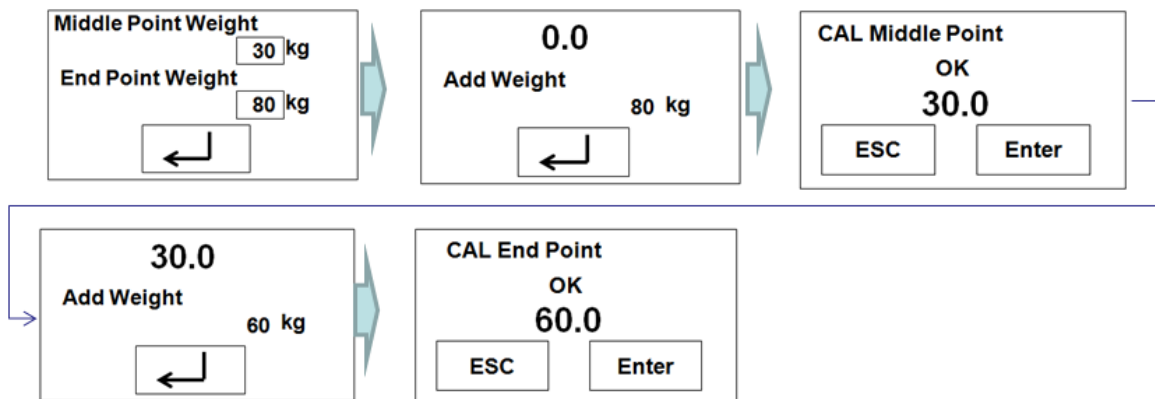 Middle Point Weight
30 kg
End Point Weight
80 kg
0.0
Add Weight
80 kg
CAL Middle Point
OK
30.0
ESC Enter
30.0
Add Weight
60 kg
CAL End Point
OK
60.0
ESC Enter